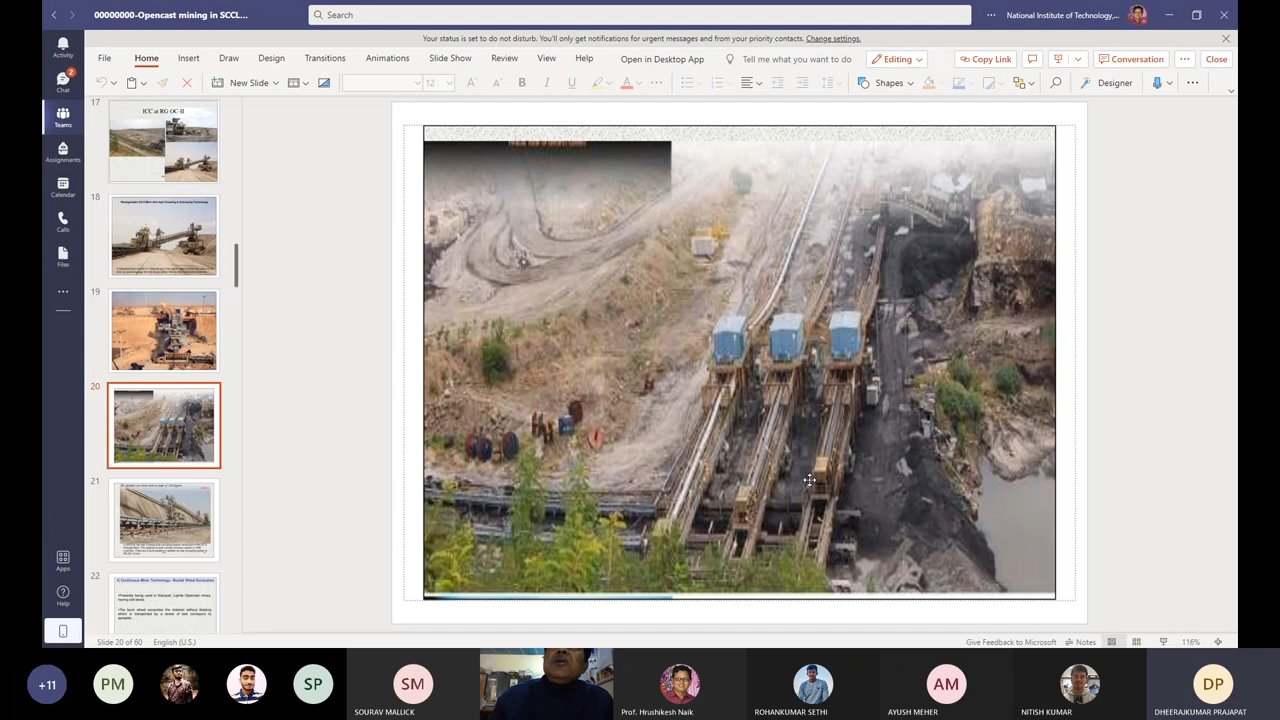 00000000-Opencast mining in SCCL...
Search
National Institute of Technology,...
Your status is set to do not disturb. You'll only get notifications for urgent messages and from your priority contacts. Change settings.
Activity
Chat
2
Teams
Assignments
Calendar
Calls
Files
Apps
Help
File
Home
Insert
Draw
Design
Transitions
Animations
Slide Show
Review
View
Help
Open in Desktop App
Tell me what you want to do
Editing
Copy Link
Conversation
Close
New Slide
12
B
I
U
A
Shapes
Designer
17
ICC at RG OC-II
18
19
20
21
22
Slide 20 of 60
English (U.S.)
Give Feedback to Microsoft
Notes
116%
+11
PM
SP
SM
SOURAV MALLICK
Prof. Hrushikesh Naik
ROHANKUMAR SETHI
AM
AYUSH MEHER
NITISH KUMAR
DP
DHEERAJKUMAR PRAJAPAT